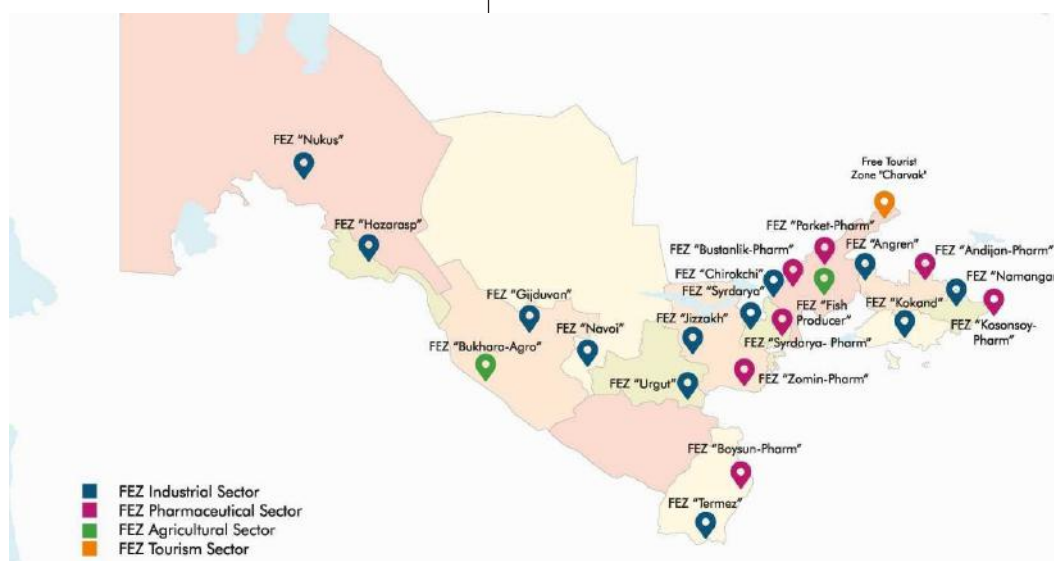 Free Tourist
Zone "Charvak"
FEZ "Nukus"
FEZ "Hazarasp"
FEZ "Parket-Pharm"
FEZ "Bustanlik-Pharm"
FEZ "Angren"
FEZ "Andijan-Pharm"
FEZ "Chirokchi"
FEZ "Namangan
FEZ "Syrdarya"
FEZ "Gijduvan"
FEZ "Fish
Producer"
FEZ "Kokand"
FEZ "Navoi"
FEZ "Jizzakh"
FEZ "Kosonsoy-
Pharm"
FEZ "Bukhara-Agro"
FEZ "Syrdarya- Pharm"
FEZ "Urgut"
FEZ "Zomin-Pharm"
FEZ "Boysun-Pharm"
FEZ "Termez"
FEZ Industrial Sector
FEZ Pharmaceutical Sector
FEZ Agricultural Sector
FEZ Tourism Sector